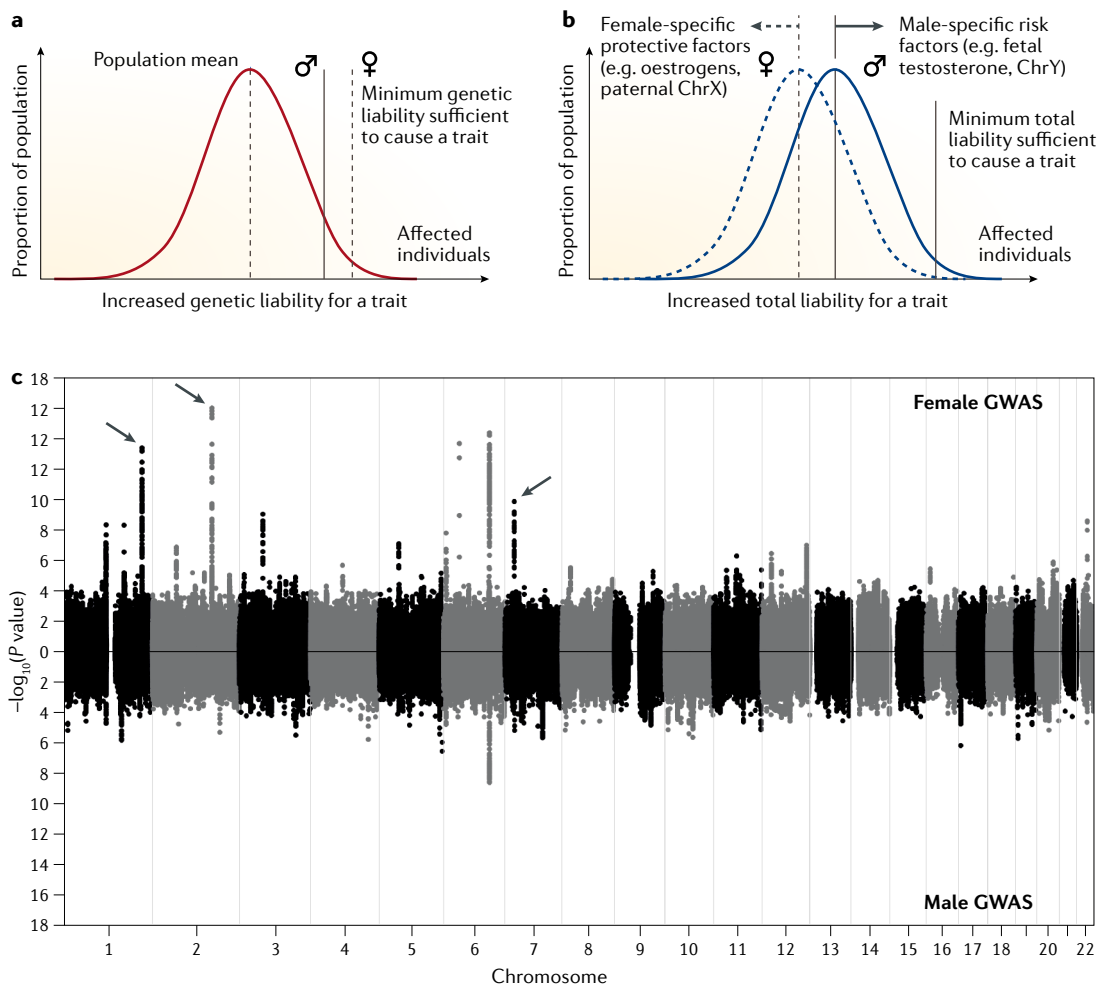 a
Proportion of population
Population mean
♂
♀
Minimum genetic
liability sufficient
to cause a trait
Affected
individuals
Increased genetic liability for a trait
b
Proportion of population
Female-specific
protective factors
(e.g. oestrogens,
paternal ChrX)
♀
♂
Male-specific risk
factors (e.g. fetal
testosterone, ChrY)
Minimum total
liability sufficient
to cause a trait
Affected
individuals
Increased total liability for a trait
c
–log10(P value)
18
12
12
12
10
8
6
4
2
0
2
4
6
8
10
12
14
16
18
Female GWAS
Male GWAS
1 2 3 4 5 6 7 8 9 10 11 12 13 14 15 16 17 18 19 20 22
Chromosome